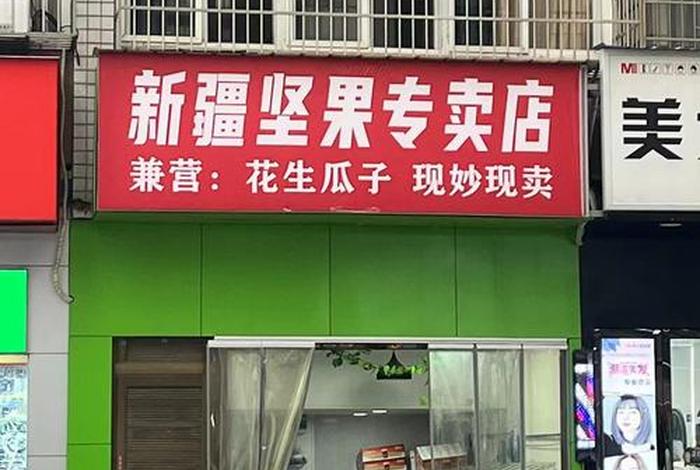 新疆坚果专卖店
兼营：花生瓜子 现妙现卖
美